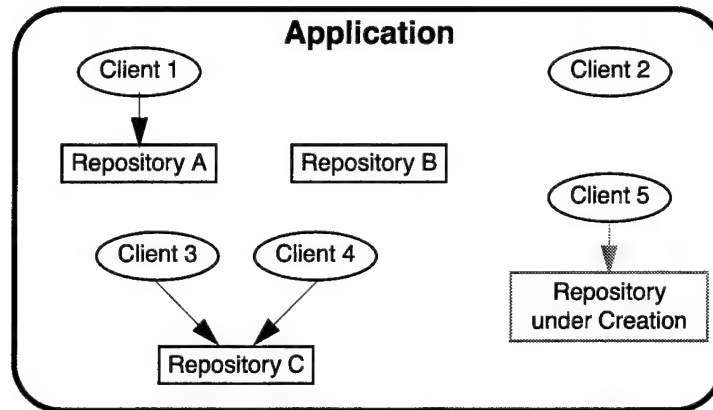 Application
Client 1
Client 2
Repository A
Repository B
Client 5
Client 3
Client 4
Repository
under Creation
Repository C